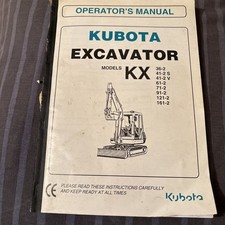 OPERATOR'S MANUAL
KUBOTA
EXCAVATOR
MODELS KX 36-2
41-2 S
41-2 V
61-2
71-2
91-2
121-2
161-2
CE PLEASE READ THESE INSTRUCTIONS CAREFULLY
AND KEEP READY AT ALL TIMES
Kubota